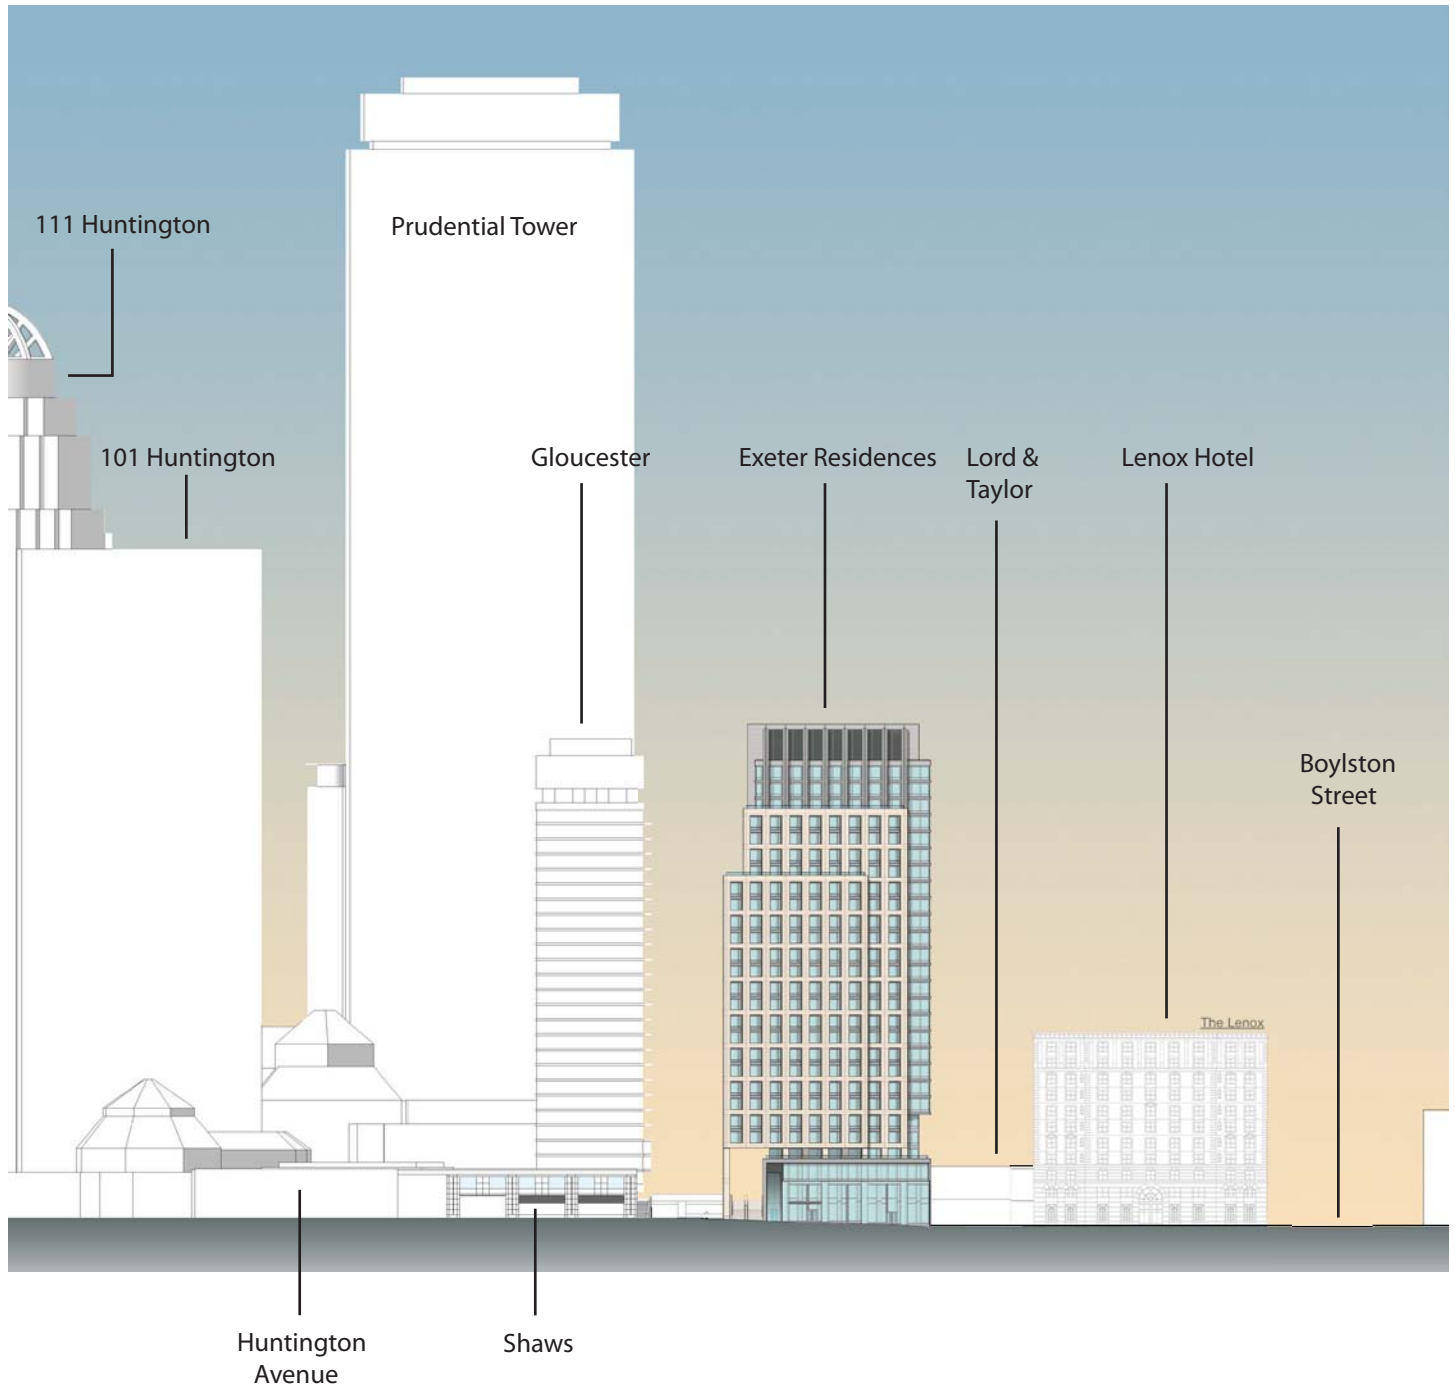 111 Huntington
Prudential Tower
101 Huntington
Gloucester
Exeter Residences
Lord &
Taylor
Lenox Hotel
Boylston
Street
The Lenox
Huntington
Avenue
Shaws